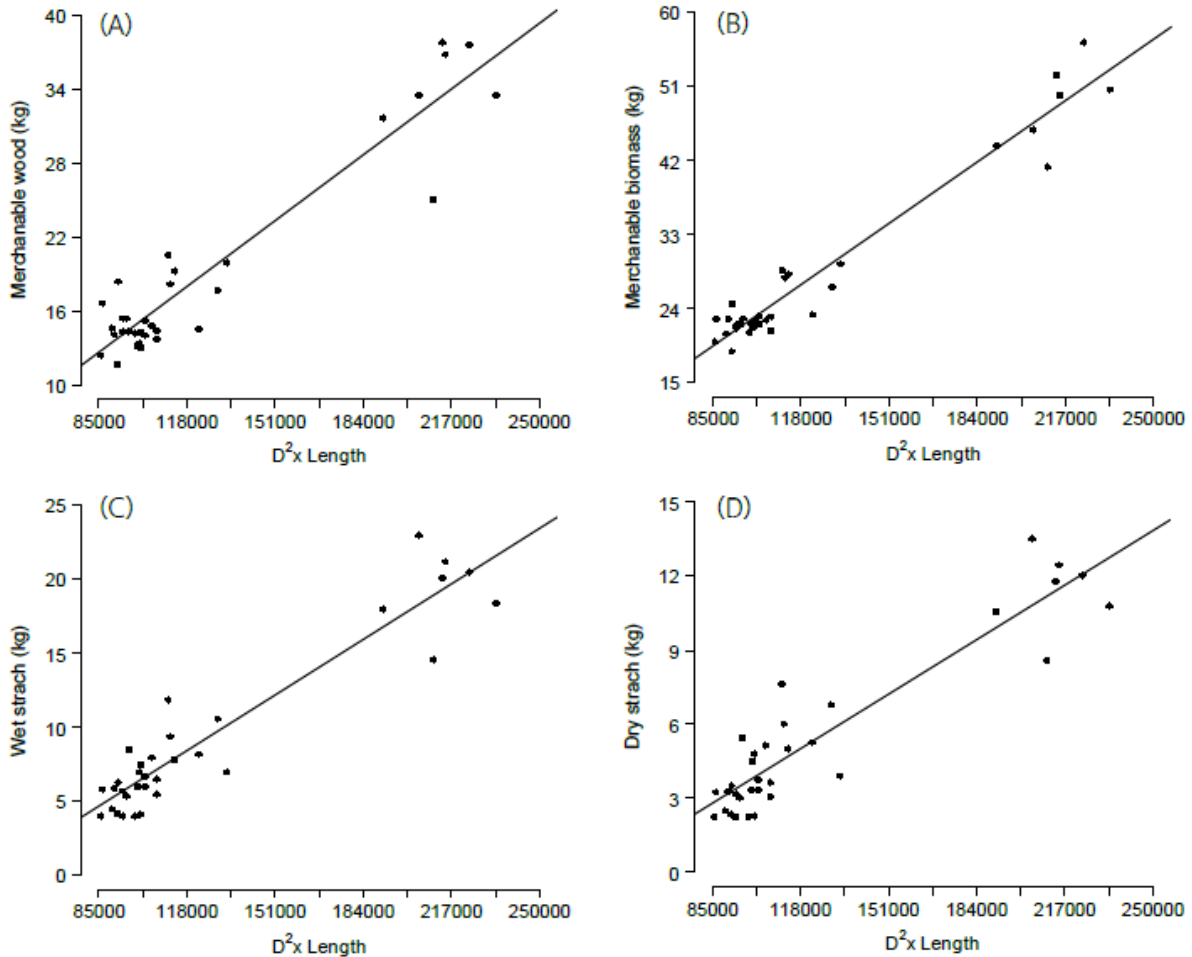 (A)
Merchanable wood (kg)
40
34
28
22
16
10
85000 118000 151000 184000 217000 250000
D²x Length
(B)
Merchanable biomass (kg)
60
51
42
33
24
15
85000 118000 151000 184000 217000 250000
D²x Length
(C)
Wet strach (kg)
25
20
15
10
5
0
85000 118000 151000 184000 217000 250000
D²x Length
(D)
Dry strach (kg)
15
12
9
6
3
0
85000 118000 151000 184000 217000 250000
D²x Length